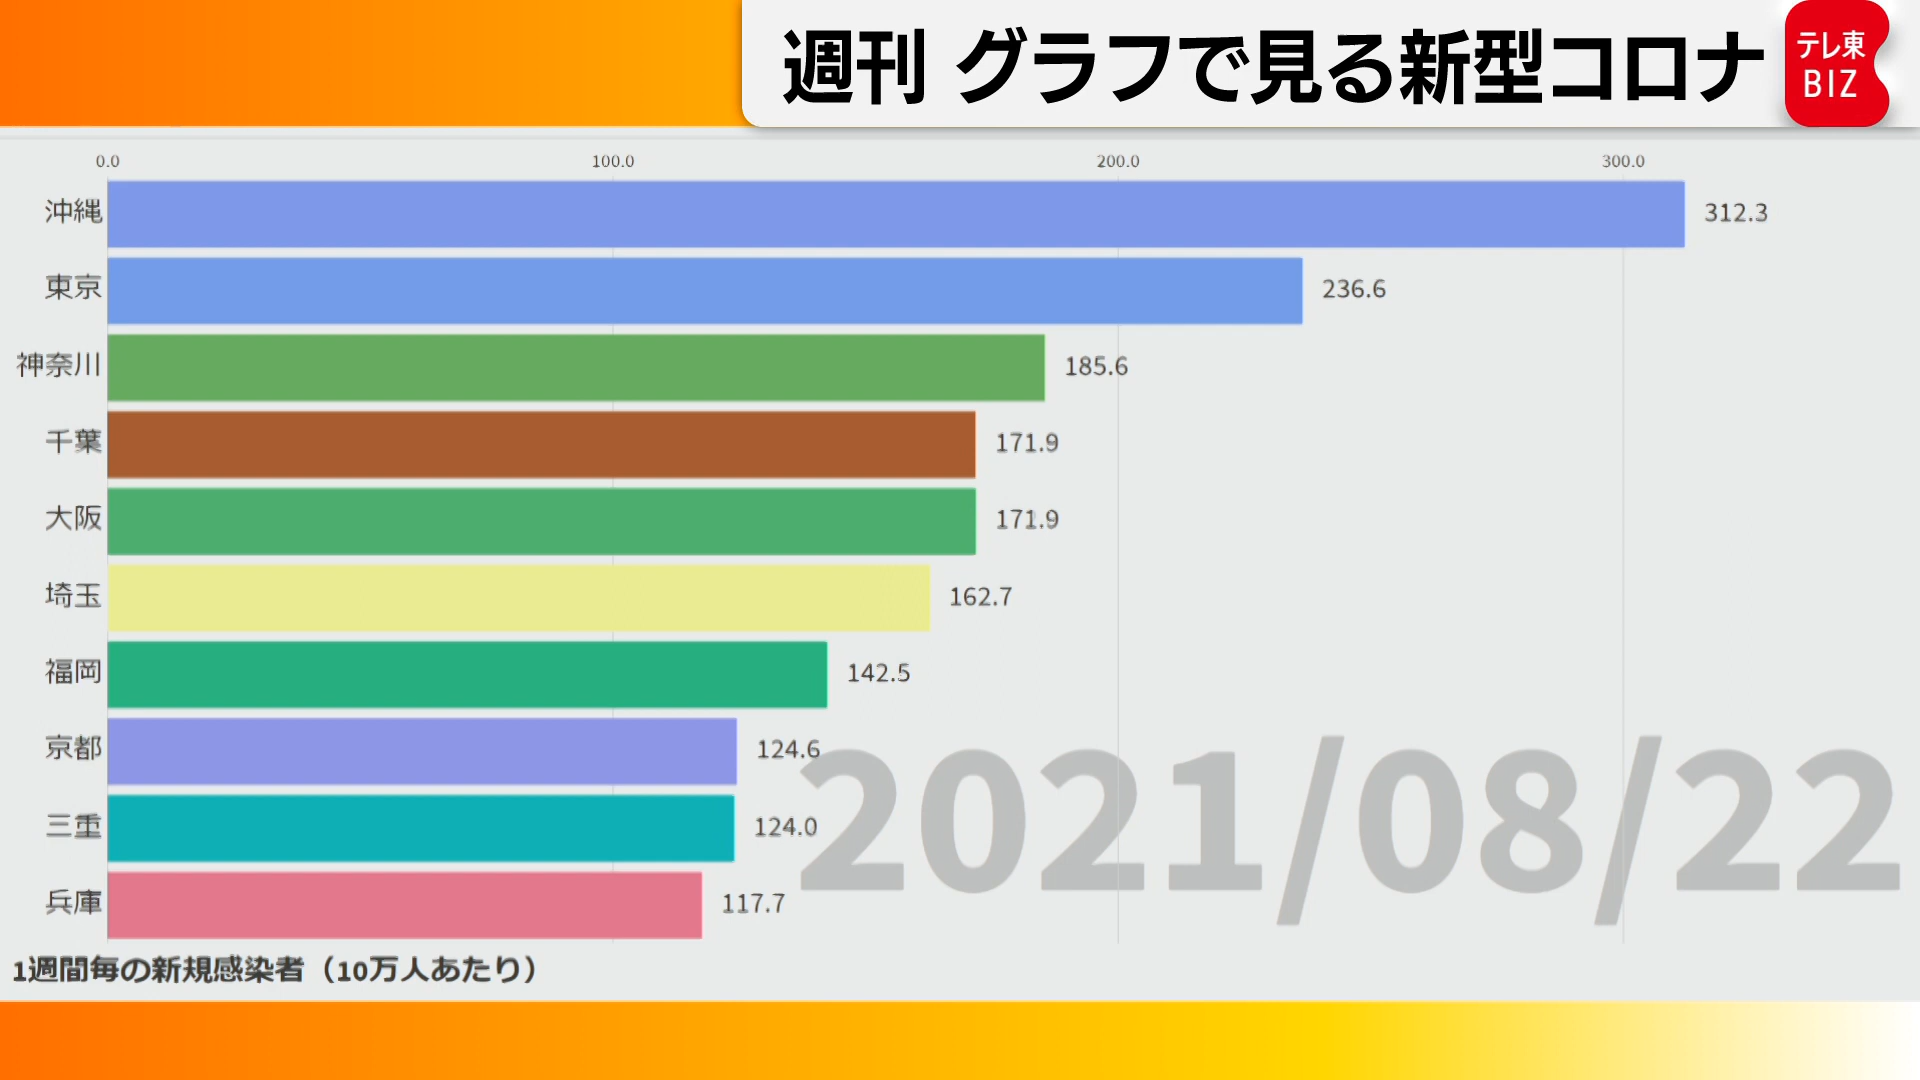 週刊 グラフで見る新型コロナ
テレ東
BIZ
0.0 100.0 200.0 300.0
沖縄 312.3
東京 236.6
神奈川 185.6
千葉 171.9
大阪 171.9
埼玉 162.7
福岡 142.5
京都 124.6
三重 124.0
兵庫 117.7
2021/08/22
1週間毎の新規感染者（10万人あたり）